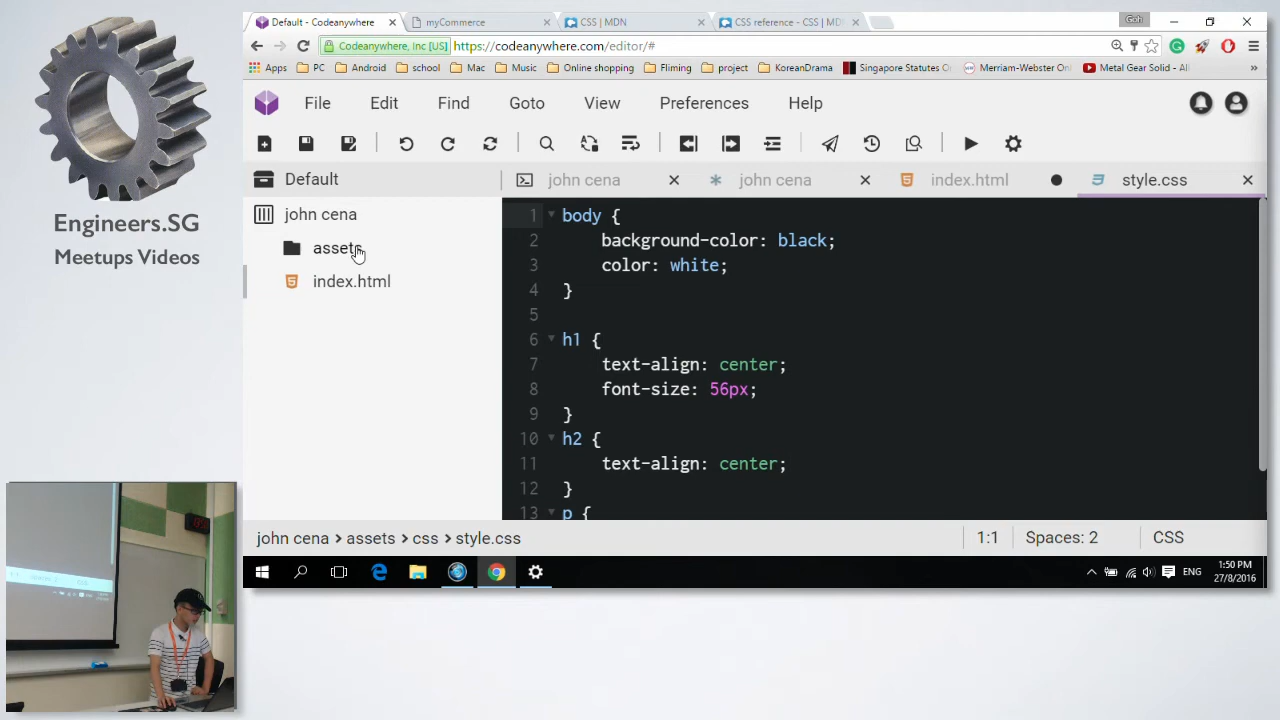 Default - Codeanywhere
myCommerce
CSS | MDN
CSS reference - CSS | MD
Goh
Codeanywhere, Inc [US]
https://codeanywhere.com/editor/#
Apps
PC
Android
school
Mac
Music
Online shopping
Fliming
project
KoreanDrama
Singapore Statutes O
Merriam-Webster On
Metal Gear Solid - Al
»
File
Edit
Find
Goto
View
Preferences
Help
Default
john cena
john cena
index.html
style.css
john cena
assets
index.html
1 body {
2 background-color: black;
3 color: white;
4 }
5
6 h1 {
7 text-align: center;
8 font-size: 56px;
9 }
10 h2 {
11 text-align: center;
12 }
13 p {
john cena > assets > css > style.css
1:1
Spaces: 2
CSS
ENG
1:50 PM
27/8/2016
Engineers.SG
Meetups Videos